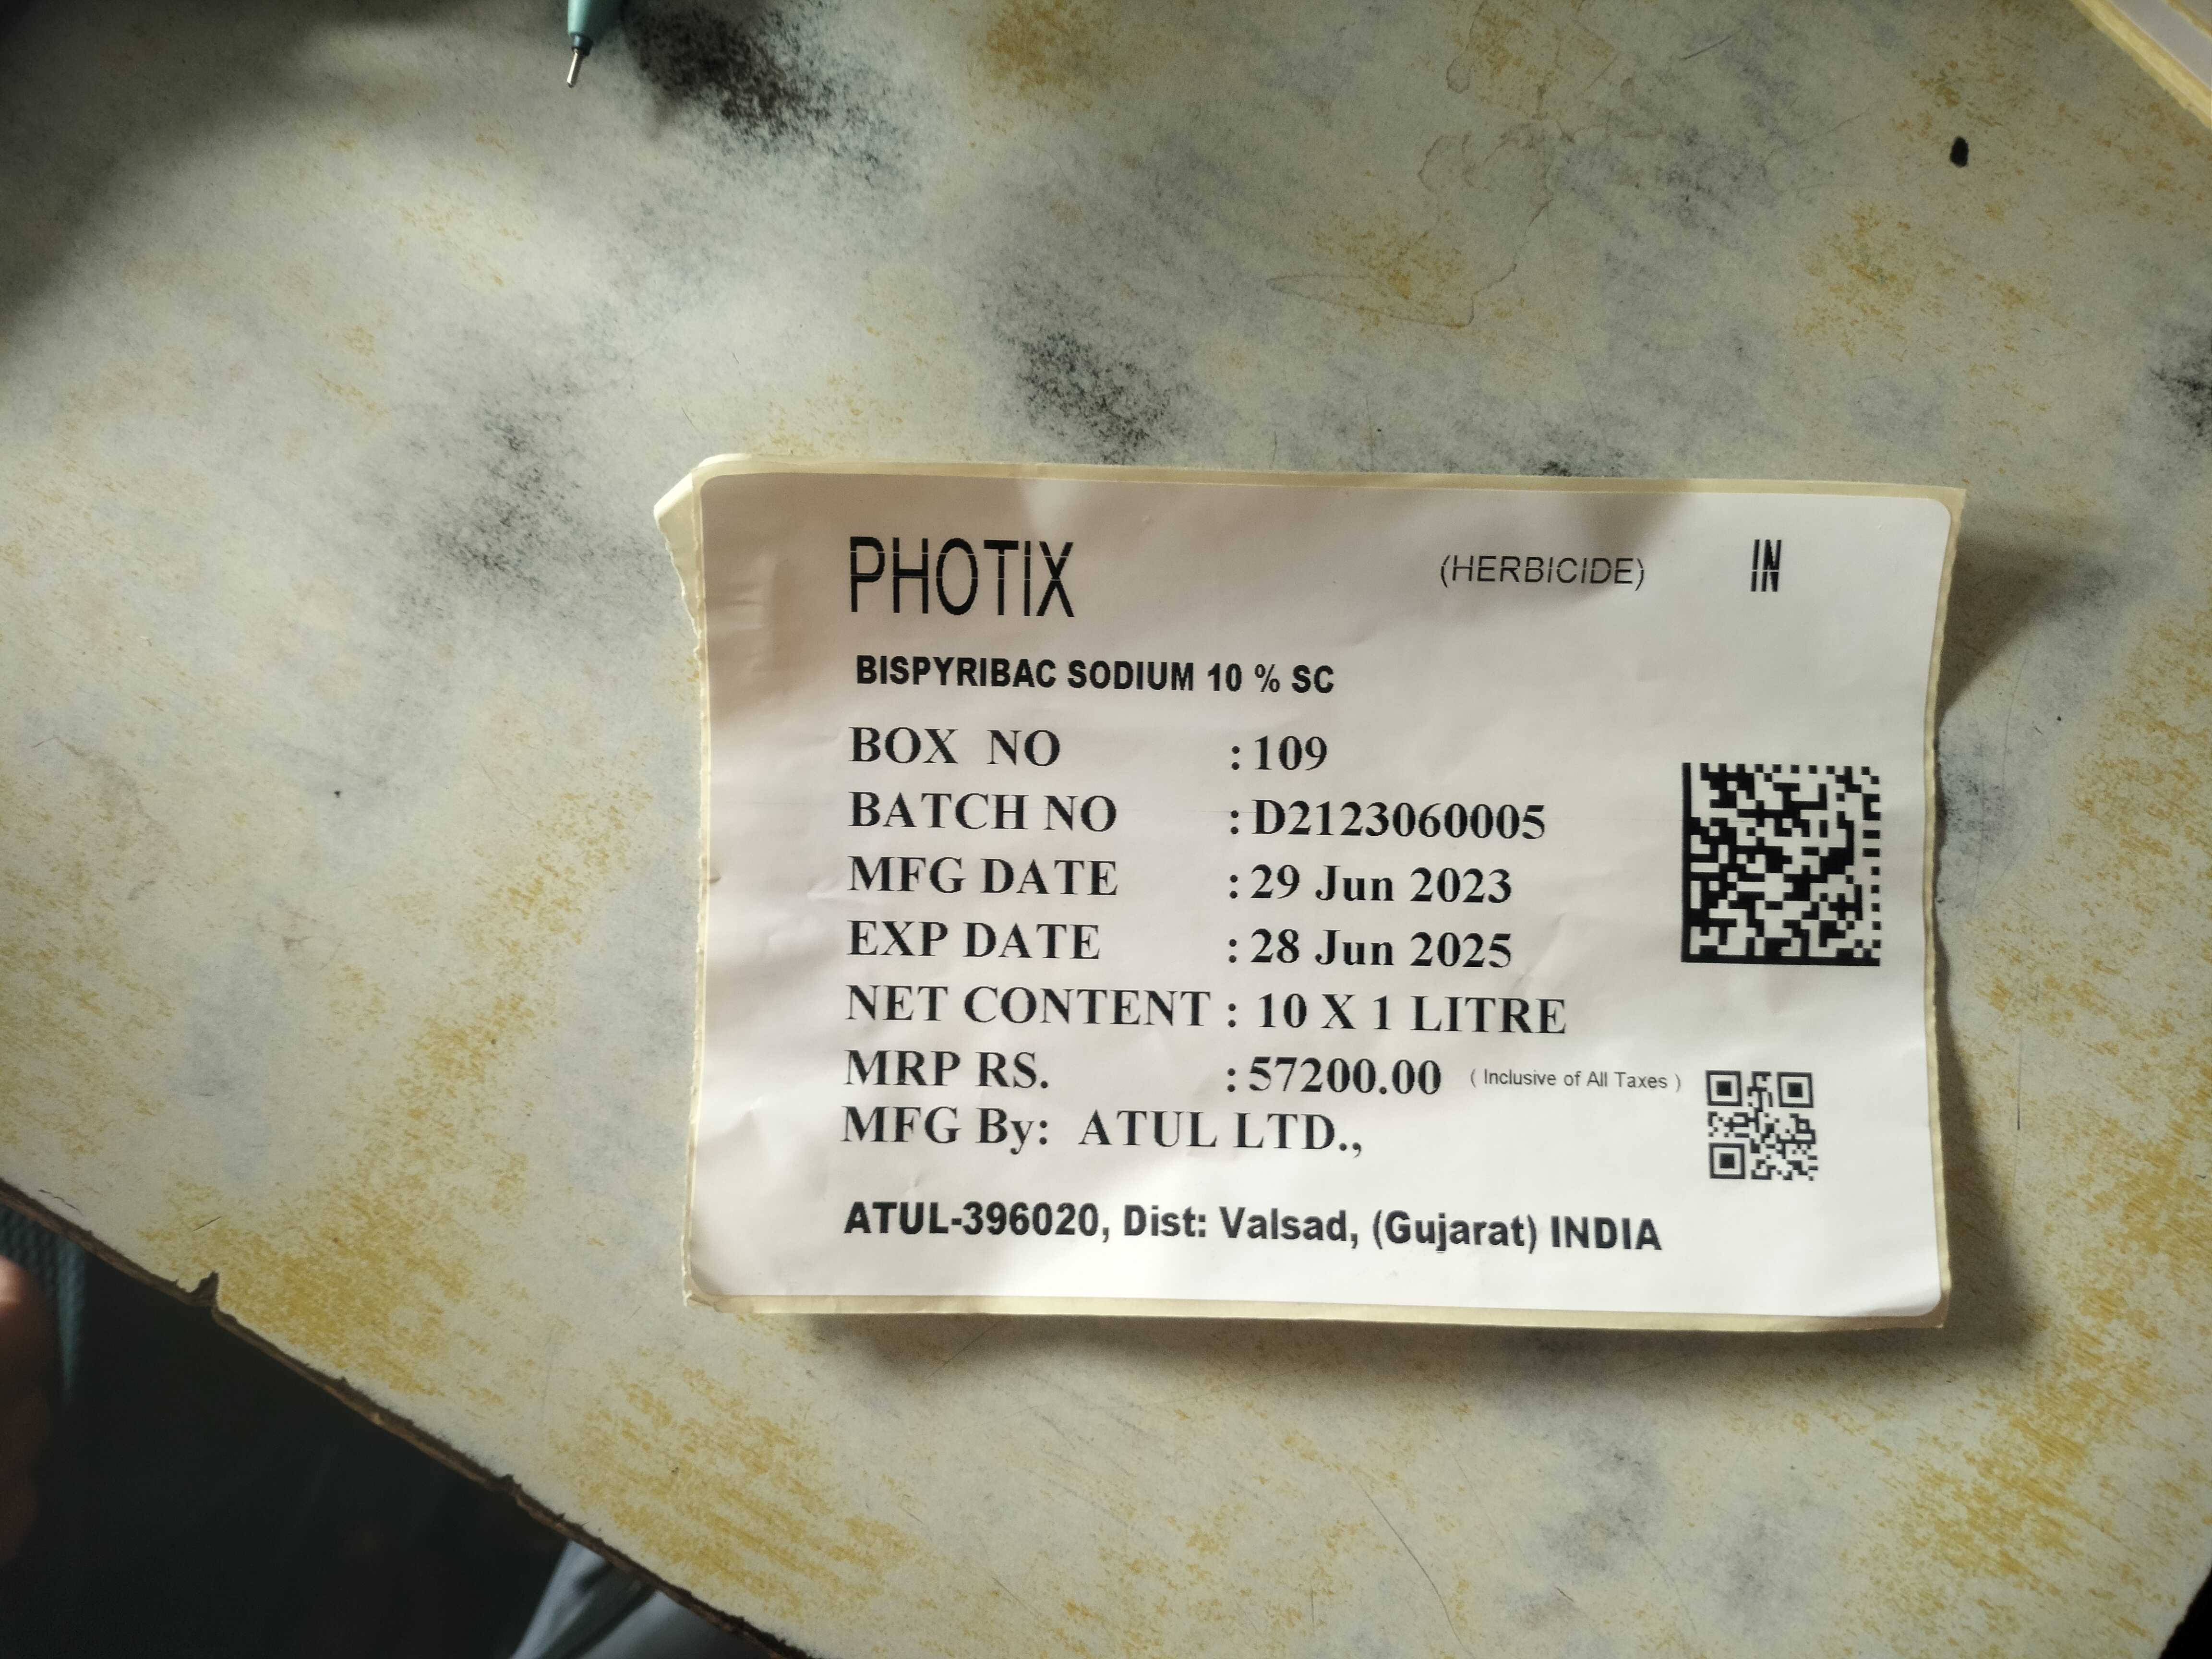 PHOTIX (HERBICIDE) IN
BISPYRIBAC SODIUM 10 % SC
BOX NO : 109
BATCH NO : D2123060005
MFG DATE : 29 Jun 2023
EXP DATE : 28 Jun 2025
NET CONTENT : 10 X 1 LITRE
MRP RS. : 57200.00 ( Inclusive of All Taxes )
MFG By: ATUL LTD.,
ATUL-396020, Dist: Valsad, (Gujarat) INDIA